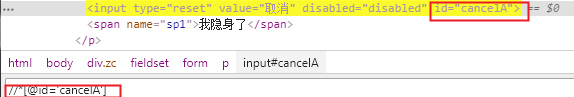 <input type="reset" value="取消" disabled="disabled" id="cancelA"> == $0
<span name="sp1">我隐身了</span>
</p>
html body div.zc fieldset form p input#cancelA
//*[@id='cancelA']